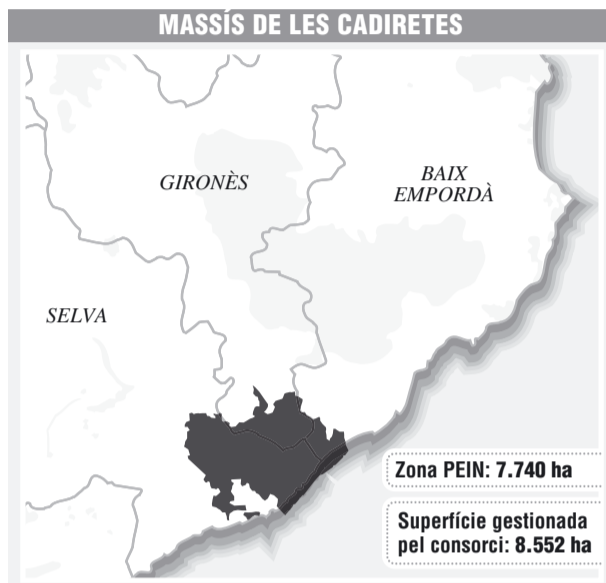 MASSÍS DE LES CADIRETES
GIRONÈS
BAIX
EMPORDÀ
SELVA
Zona PEIN: 7.740 ha
Superfície gestionada
pel consorci: 8.552 ha